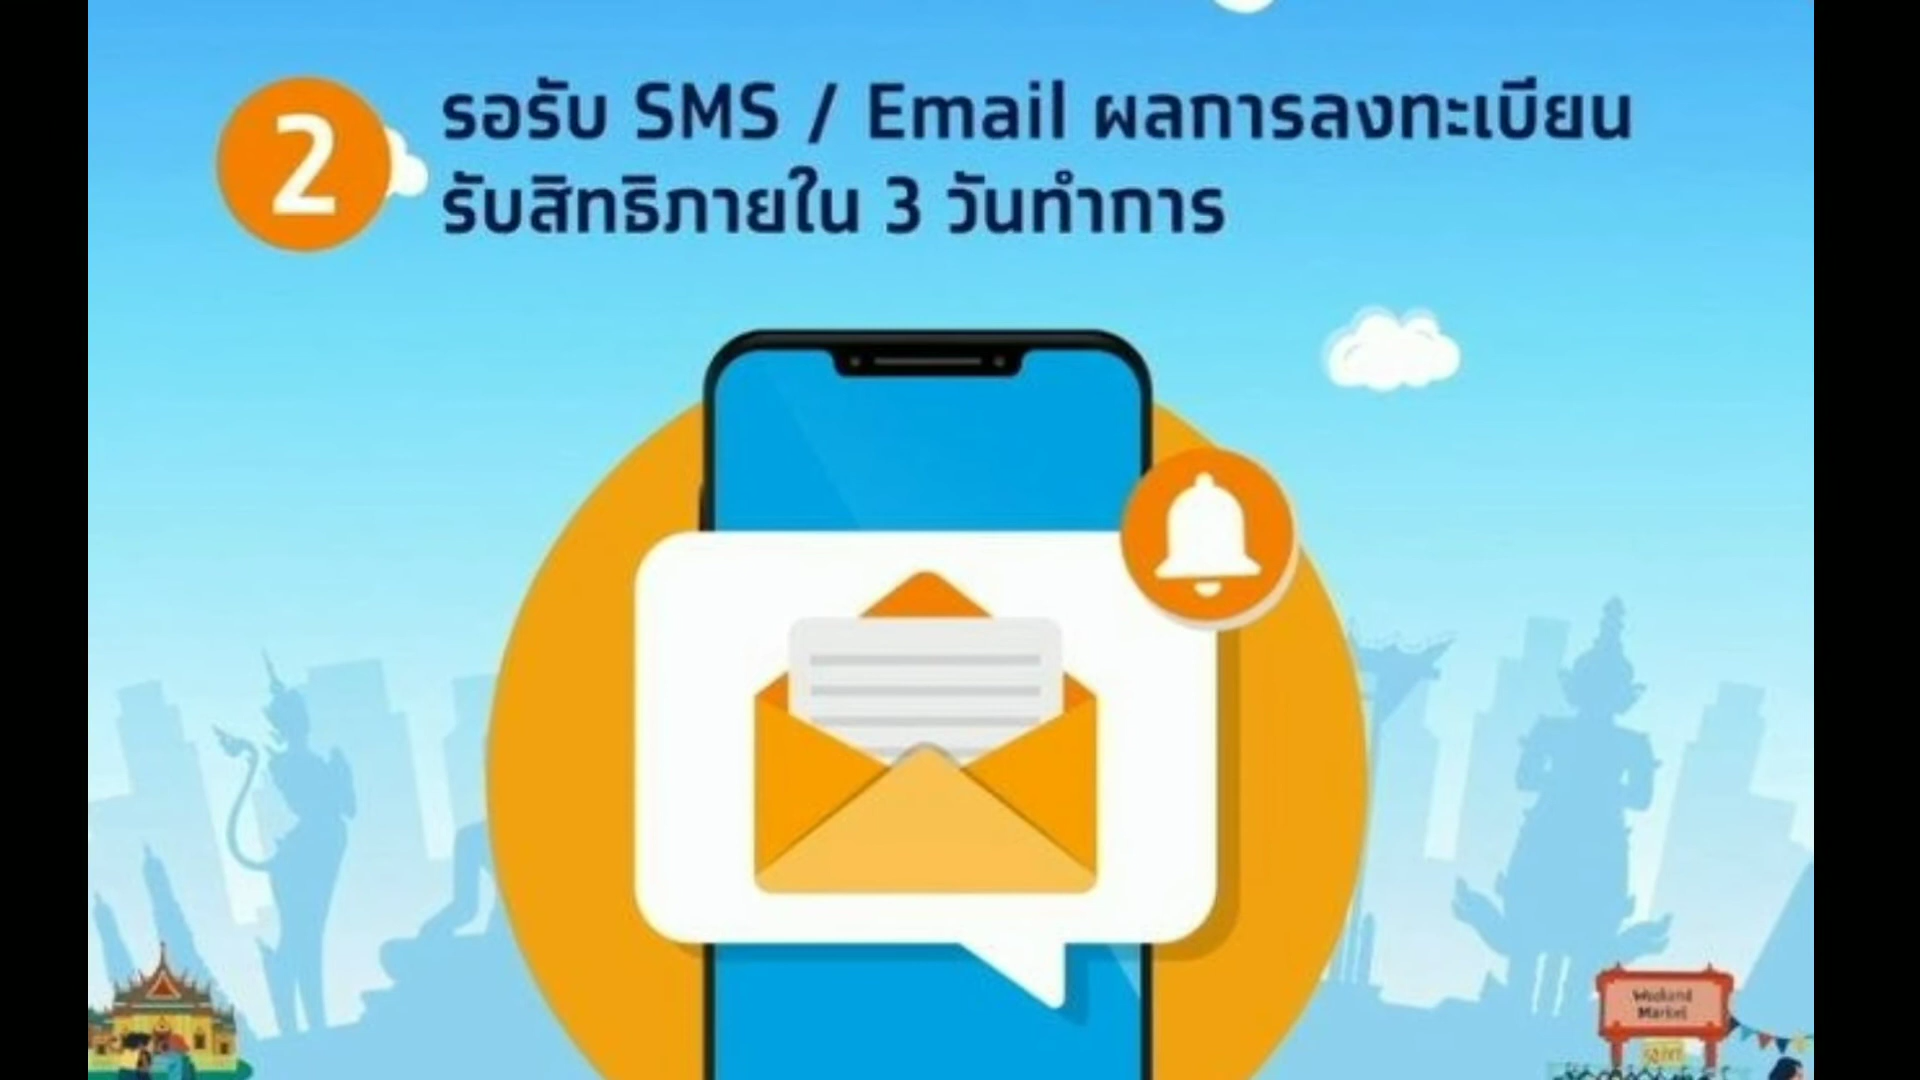 2
รอรับ SMS / Email ผลการลงทะเบียน
รับสิทธิภายใน 3 วันทำการ
Market